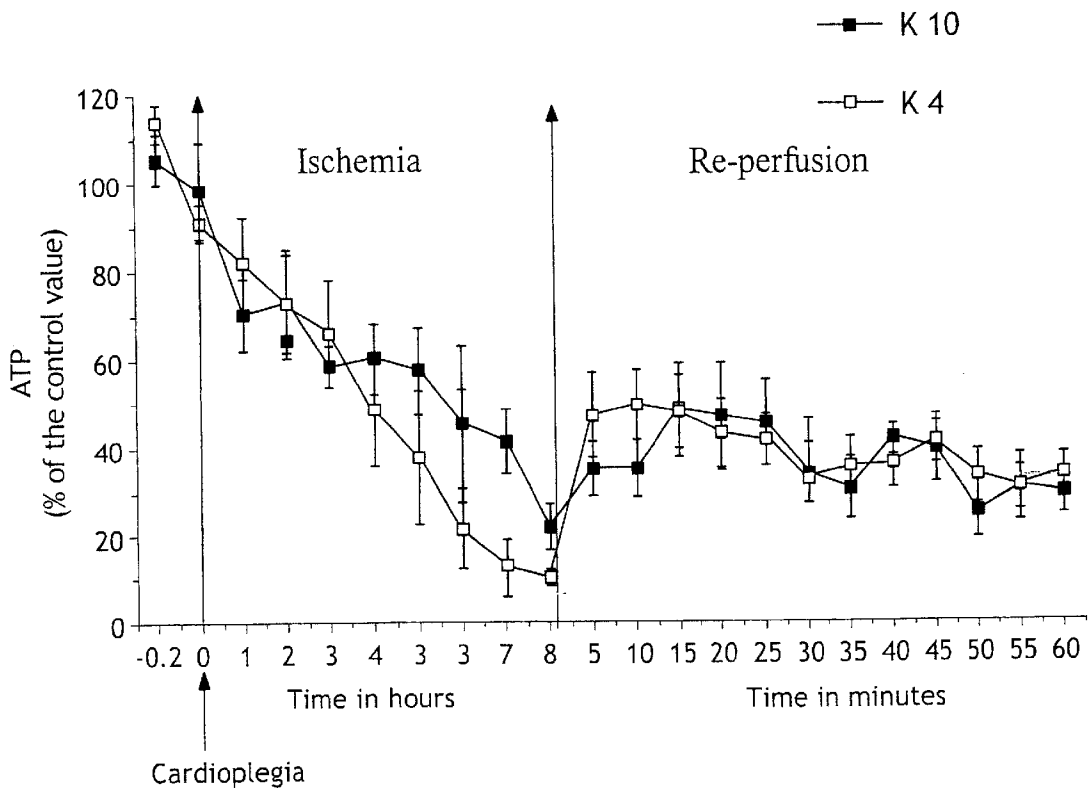 K 10
K 4
Ischemia
Re-perfusion
ATP
(% of the control value)
120
100
80
60
40
20
0
-0.2 0 1 2 3 4 3 3 7 8 5 10 15 20 25 30 35 40 45 50 55 60
Time in hours
Time in minutes
Cardioplegia